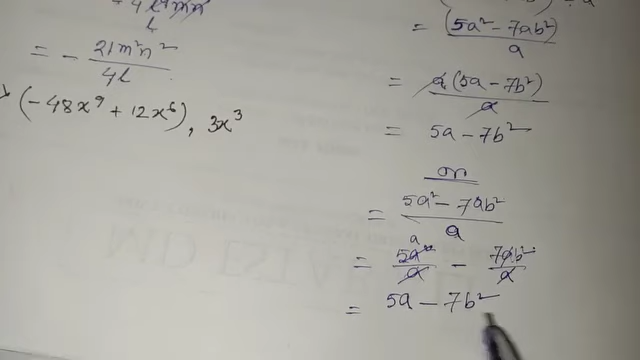 = - 21m²n² / 4l
(-48x⁹ + 12x⁶), 3x³
= (5a² - 7ab²) / a
= a(5a - 7b²) / a
= 5a - 7b²
or
= 5a² - 7ab² / a
= 5a² / a - 7ab² / a
= 5a - 7b²